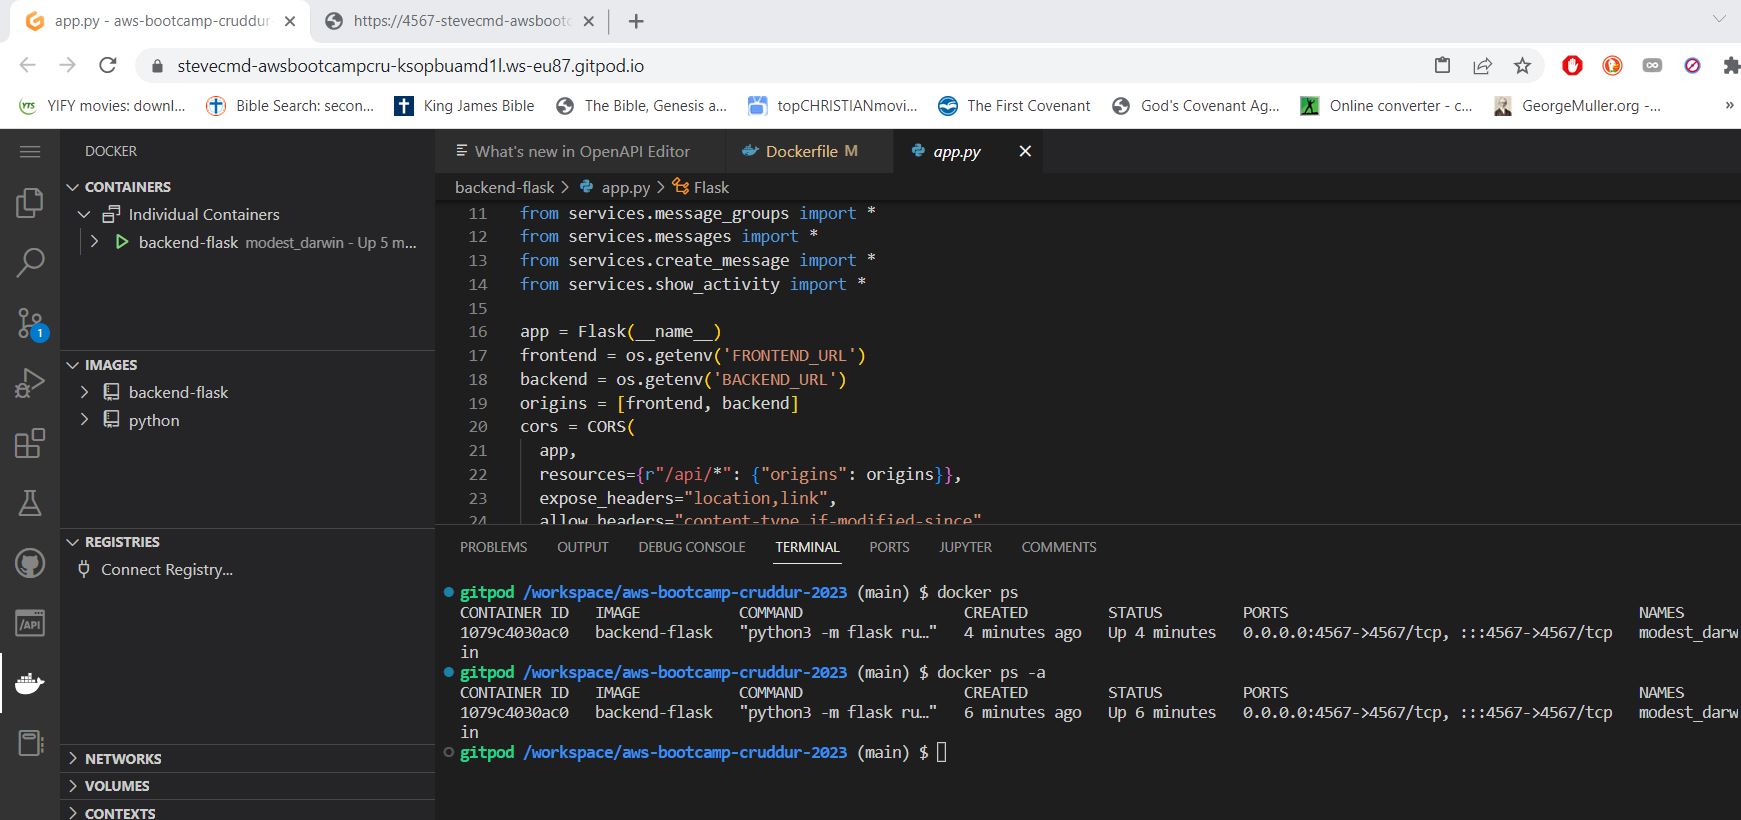 app.py - aws-bootcamp-cruddur-
https://4567-stevecmd-awsbootc
stevecmd-awsbootcampcru-ksopbuamd1l.ws-eu87.gitpod.io
YIFY movies: downl...
Bible Search: secon...
King James Bible
The Bible, Genesis a...
topCHRISTIANmovi...
The First Covenant
God's Covenant Ag...
Online converter - c...
GeorgeMuller.org -...
»
DOCKER
CONTAINERS
Individual Containers
backend-flask modest_darwin - Up 5 m...
1
IMAGES
backend-flask
python
REGISTRIES
Connect Registry...
/API
NETWORKS
VOLUMES
CONTEXTS
What's new in OpenAPI Editor
Dockerfile M
app.py
backend-flask > app.py > Flask
11 from services.message_groups import *
12 from services.messages import *
13 from services.create_message import *
14 from services.show_activity import *
15
16 app = Flask(__name__)
17 frontend = os.getenv('FRONTEND_URL')
18 backend = os.getenv('BACKEND_URL')
19 origins = [frontend, backend]
20 cors = CORS(
21 app,
22 resources={r"/api/*": {"origins": origins}},
23 expose_headers="location,link",
24 allow_headers="content-type,if-modified-since"
PROBLEMS OUTPUT DEBUG CONSOLE TERMINAL PORTS JUPYTER COMMENTS
gitpod /workspace/aws-bootcamp-cruddur-2023 (main) $ docker ps
CONTAINER ID IMAGE COMMAND CREATED STATUS PORTS NAMES
1079c4030ac0 backend-flask "python3 -m flask ru…" 4 minutes ago Up 4 minutes 0.0.0.0:4567->4567/tcp, :::4567->4567/tcp modest_darw
in
gitpod /workspace/aws-bootcamp-cruddur-2023 (main) $ docker ps -a
CONTAINER ID IMAGE COMMAND CREATED STATUS PORTS NAMES
1079c4030ac0 backend-flask "python3 -m flask ru…" 6 minutes ago Up 6 minutes 0.0.0.0:4567->4567/tcp, :::4567->4567/tcp modest_darw
in
gitpod /workspace/aws-bootcamp-cruddur-2023 (main) $